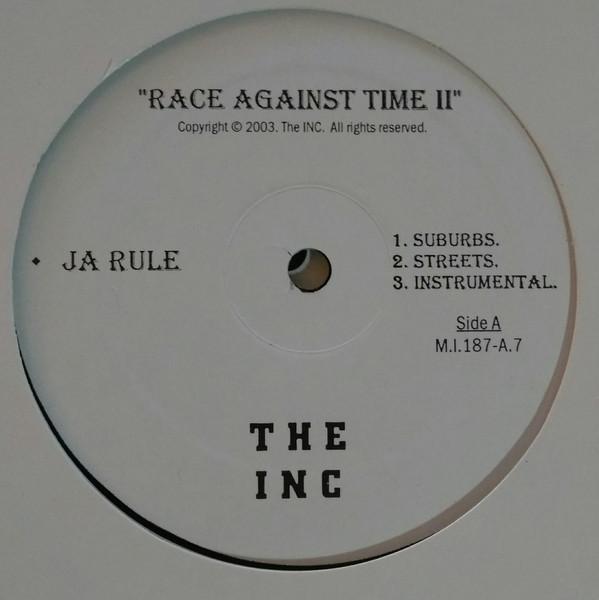 "RACE AGAINST TIME II"
Copyright © 2003. The INC. All rights reserved.
JA RULE
1. SUBURBS.
2. STREETS.
3. INSTRUMENTAL.
Side A
M.I.187-A.7
THE
INC